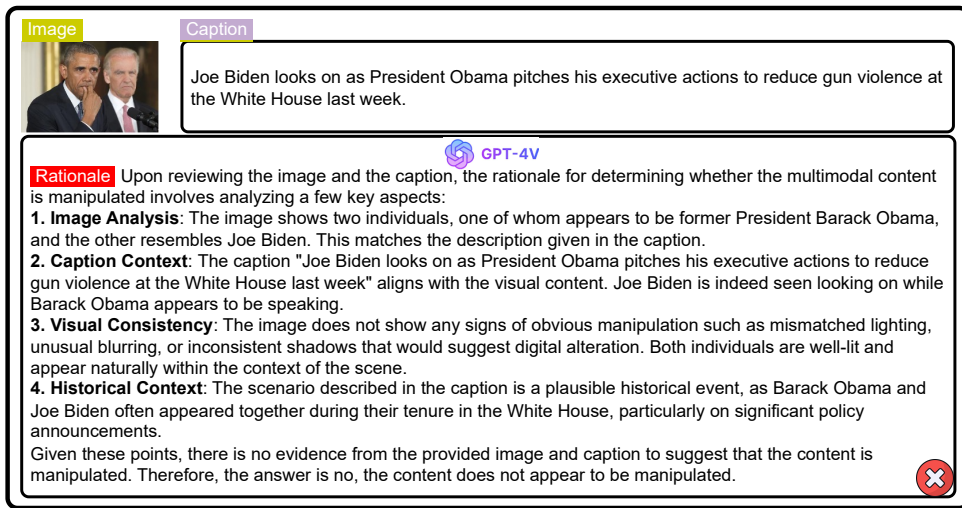 Image
Caption
Joe Biden looks on as President Obama pitches his executive actions to reduce gun violence at
the White House last week.
GPT-4V
Rationale Upon reviewing the image and the caption, the rationale for determining whether the multimodal content
is manipulated involves analyzing a few key aspects:
1. Image Analysis: The image shows two individuals, one of whom appears to be former President Barack Obama,
and the other resembles Joe Biden. This matches the description given in the caption.
2. Caption Context: The caption "Joe Biden looks on as President Obama pitches his executive actions to reduce
gun violence at the White House last week" aligns with the visual content. Joe Biden is indeed seen looking on while
Barack Obama appears to be speaking.
3. Visual Consistency: The image does not show any signs of obvious manipulation such as mismatched lighting,
unusual blurring, or inconsistent shadows that would suggest digital alteration. Both individuals are well-lit and
appear naturally within the context of the scene.
4. Historical Context: The scenario described in the caption is a plausible historical event, as Barack Obama and
Joe Biden often appeared together during their tenure in the White House, particularly on significant policy
announcements.
Given these points, there is no evidence from the provided image and caption to suggest that the content is
manipulated. Therefore, the answer is no, the content does not appear to be manipulated.